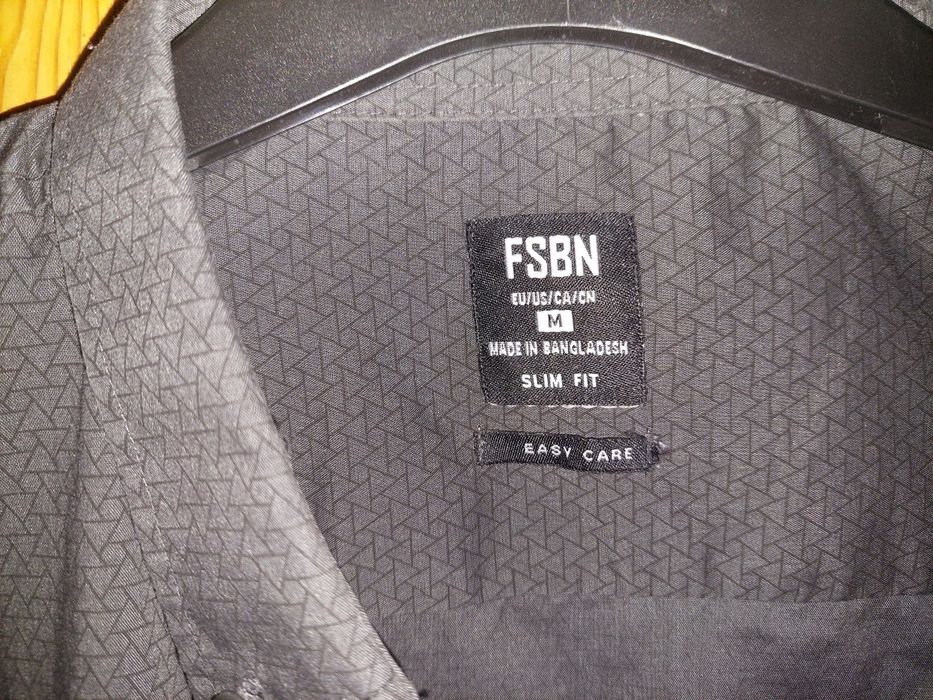 FSBN
EU/US/CA/CN
M
MADE IN BANGLADESH
SLIM FIT
EASY CARE